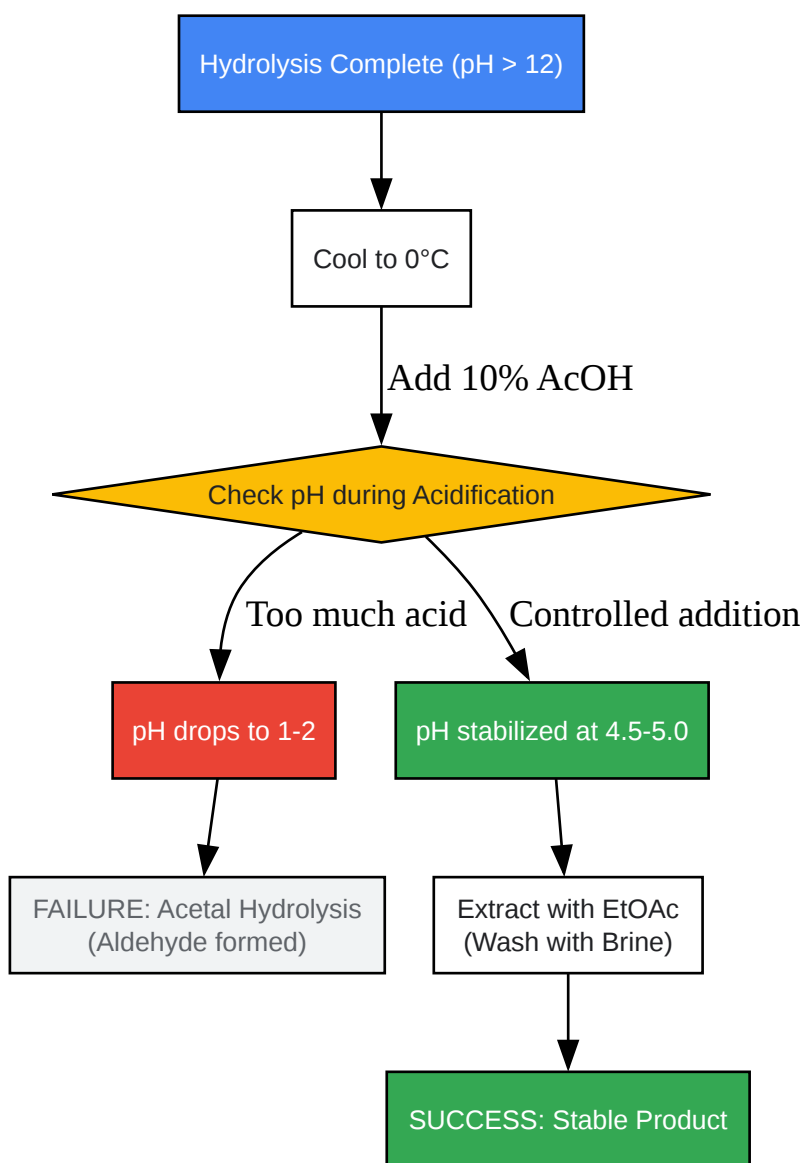 Hydrolysis Complete (pH > 12)
Cool to 0°C
Add 10% AcOH
Check pH during Acidification
Too much acid
Controlled addition
pH drops to 1-2
pH stabilized at 4.5-5.0
FAILURE: Acetal Hydrolysis
(Aldehyde formed)
Extract with EtOAc
(Wash with Brine)
SUCCESS: Stable Product